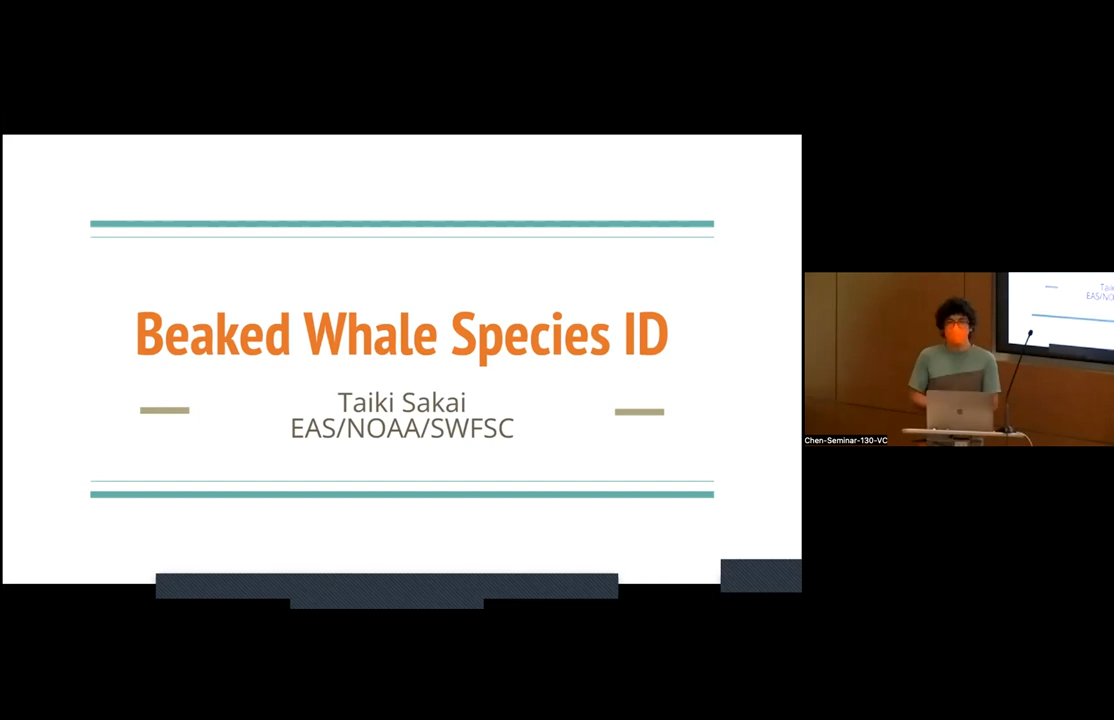 Beaked Whale Species ID
Taiki Sakai
EAS/NOAA/SWFSC
Chen-Seminar-130-VC